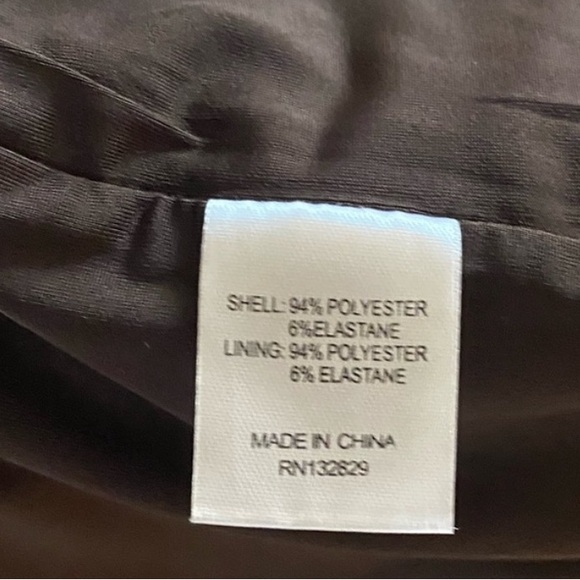 SHELL: 94% POLYESTER
6%ELASTANE
LINING: 94% POLYESTER
6% ELASTANE
MADE IN CHINA
RN132829